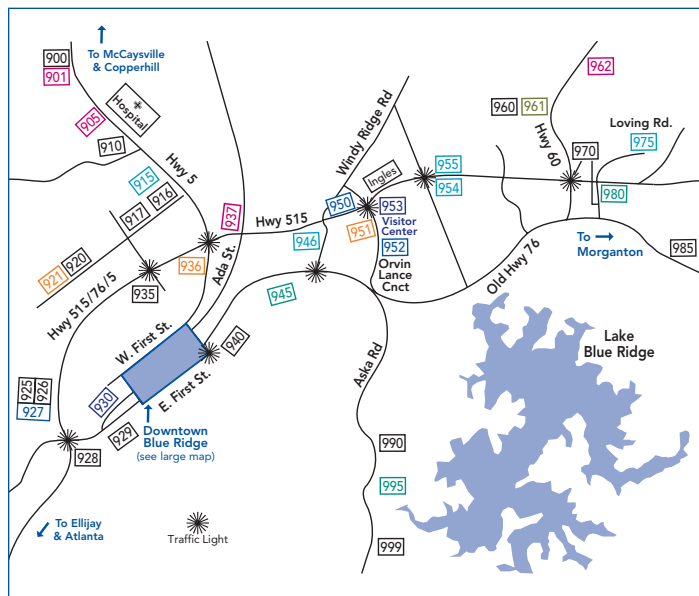 To McCaysville
& Copperhill
900
901
905
910
Hospital
Hwy 5
915
916
917
920
921
937
936
935
Hwy 515/76/5
Ada St.
Hwy 515
Windy Ridge Rd
Ingles
950
951
953
Visitor
Center
952
Orvin
Lance
Cnct
946
945
955
954
960
961
962
Hwy 60
970
Loving Rd.
975
980
985
To
Morganton
Old Hwy 76
Lake
Blue Ridge
Aska Rd
990
995
999
W. First St.
E. First St.
940
930
929
925
926
927
928
Downtown
Blue Ridge
(see large map)
To Ellijay
& Atlanta
Traffic Light